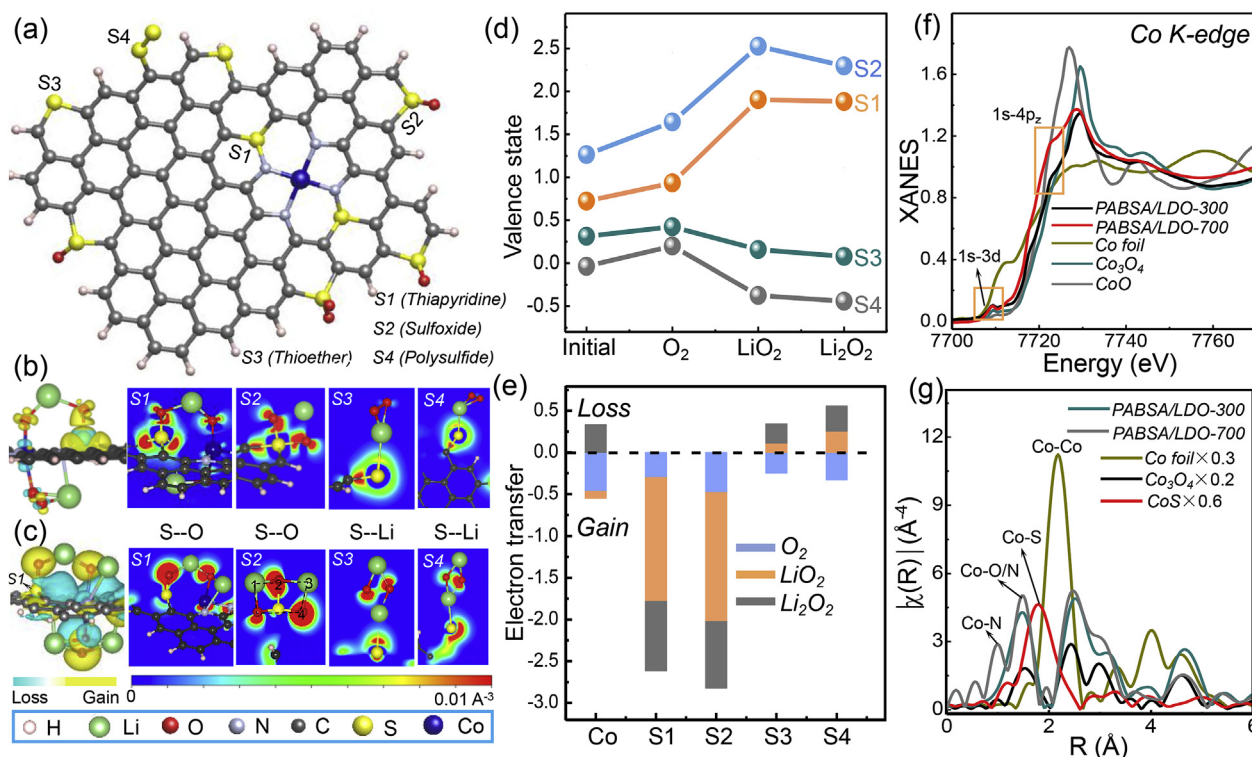 (a)
S4
S3
S2
S1
S1 (Thiapyridine)
S2 (Sulfoxide)
S3 (Thioether) S4 (Polysulfide)
(b)
S1
S2
S3
S4
S--O S--O S--Li S--Li
(c)
S1
S1
S2
S3
S4
1
2
3
4
Loss Gain
0 0.01 A⁻³
H Li O N C S Co
(d)
Valence state
2.5
2.0
1.5
1.0
0.5
0.0
-0.5
S2
S1
S3
S4
Initial O₂ LiO₂ Li₂O₂
(e)
Electron transfer
0.5
0.0
-0.5
-1.0
-1.5
-2.0
-2.5
-3.0
Loss
Gain
O₂
LiO₂
Li₂O₂
Co S1 S2 S3 S4
(f)
Co K-edge
XANES
1.6
1.2
0.8
0.4
0.0
1s-4pz
1s-3d
PABSA/LDO-300
PABSA/LDO-700
Co foil
Co₃O₄
CoO
7700 7720 7740 7760
Energy (eV)
(g)
|χ(R)| (Å⁻⁴)
12
9
6
3
0
PABSA/LDO-300
PABSA/LDO-700
Co foil×0.3
Co₃O₄×0.2
CoS×0.6
Co-Co
Co-S
Co-O/N
Co-N
0 2 4 6
R (Å)